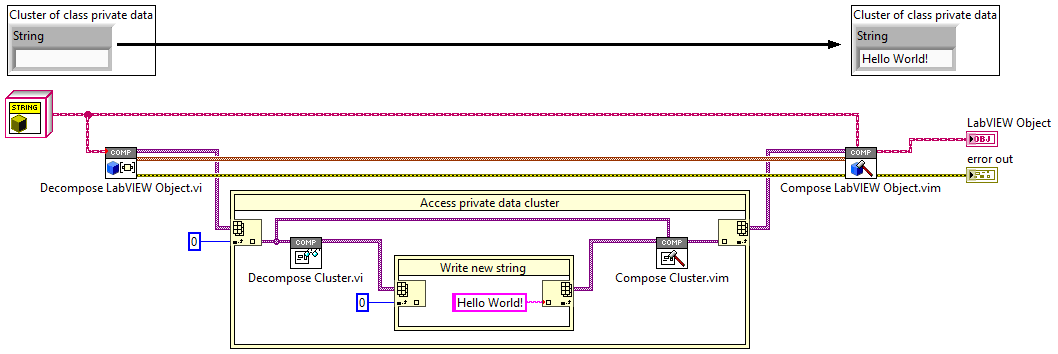 Cluster of class private data
String
Cluster of class private data
String
Hello World!
STRING
LabVIEW Object
OBJ
error out
COMP
Decompose LabVIEW Object.vi
COMP
Compose LabVIEW Object.vim
Access private data cluster
0
COMP
Decompose Cluster.vi
COMP
Compose Cluster.vim
Write new string
0
Hello World!